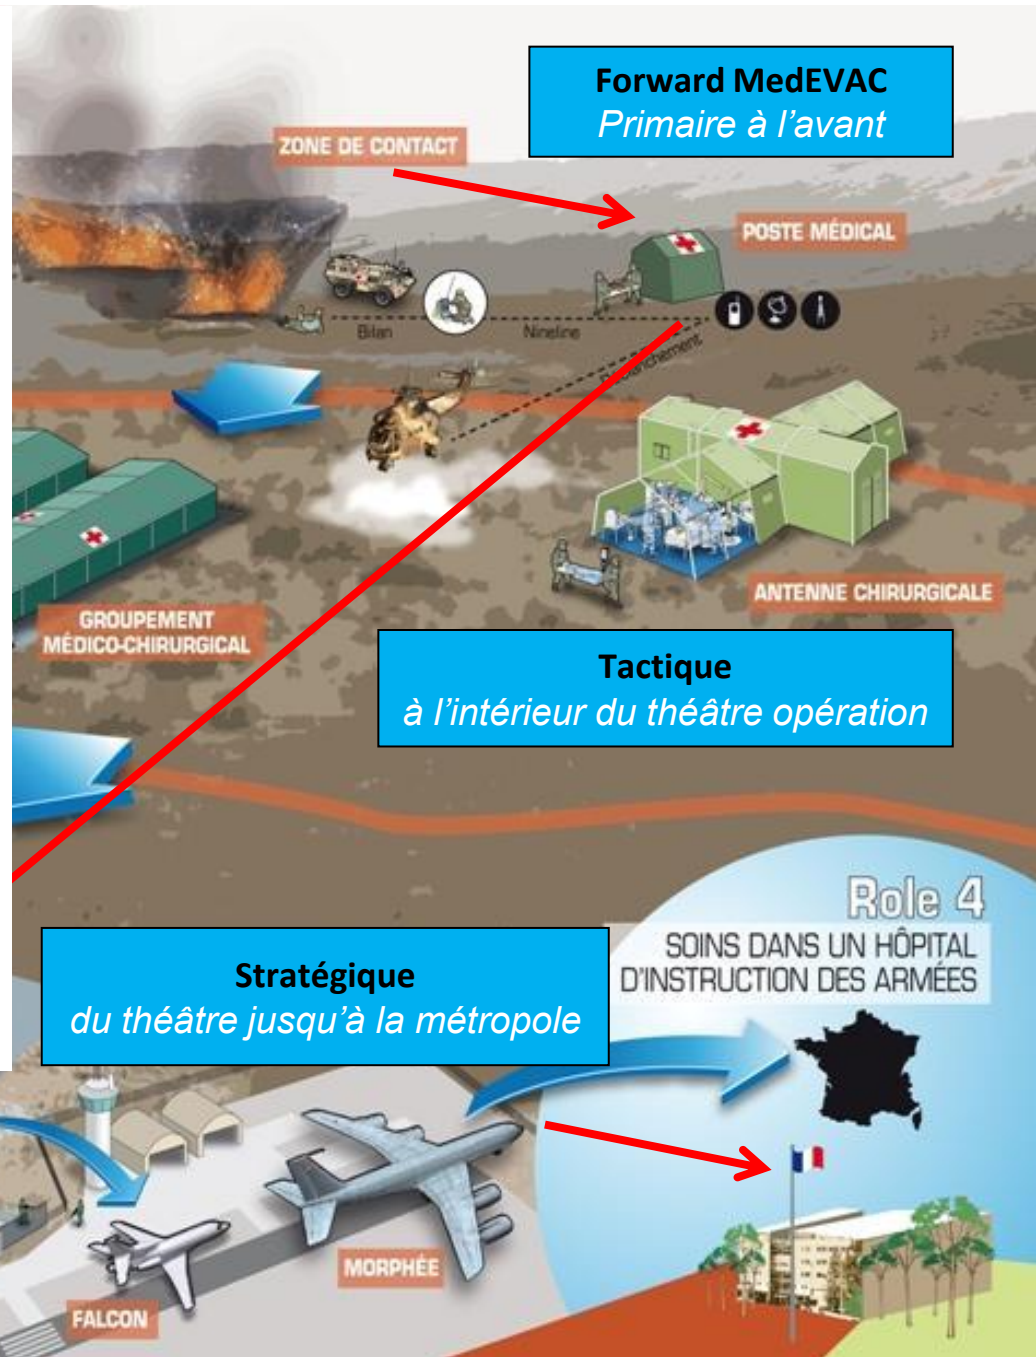 Forward MedEVAC
Primaire à l'avant
ZONE DE CONTACT
POSTE MÉDICAL
Bilan
Nineline
ANTENNE CHIRURGICALE
GROUPEMENT
MÉDICO-CHIRURGICAL
Tactique
à l'intérieur du théâtre opération
Role 4
SOINS DANS UN HÔPITAL
D'INSTRUCTION DES ARMÉES
Stratégique
du théâtre jusqu'à la métropole
MORPHÉE
FALCON